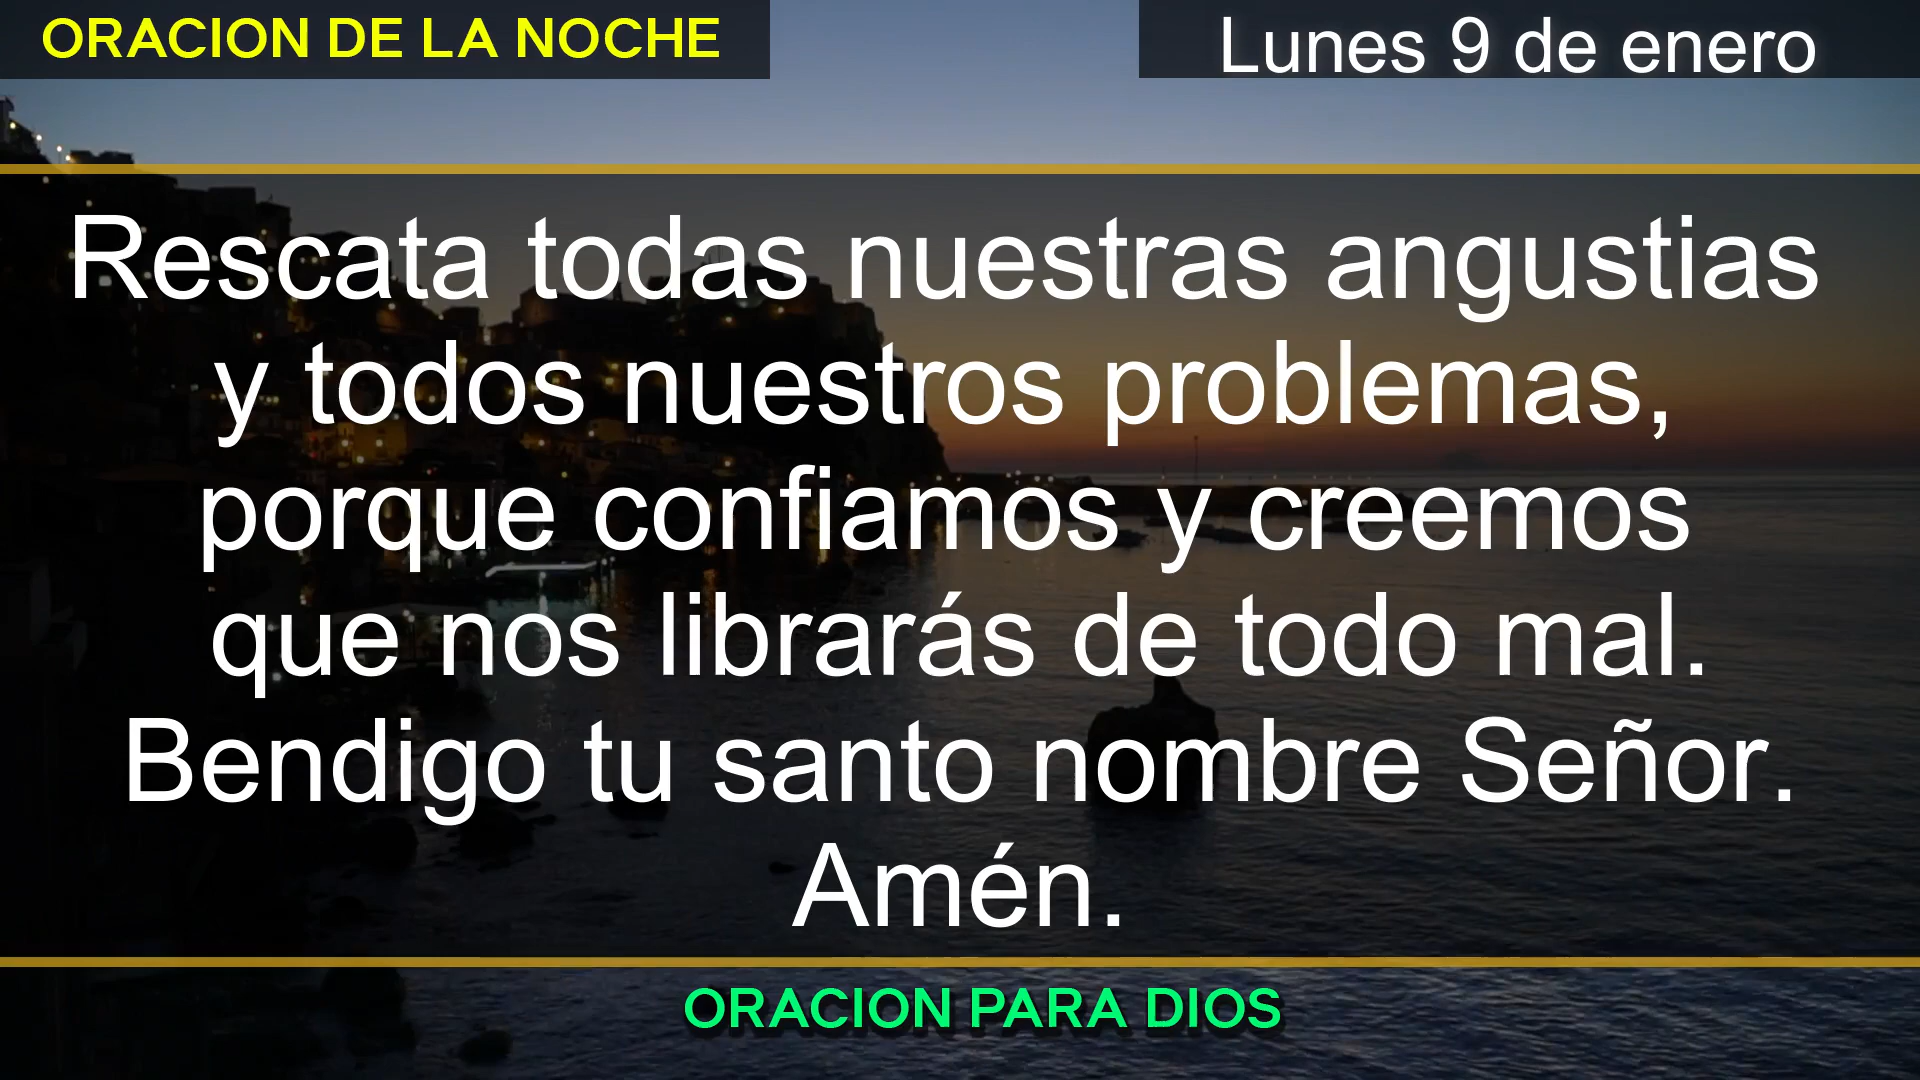 ORACION DE LA NOCHE
Lunes 9 de enero
Rescata todas nuestras angustias
y todos nuestros problemas,
porque confiamos y creemos
que nos librarás de todo mal.
Bendigo tu santo nombre Señor.
Amén.
ORACION PARA DIOS